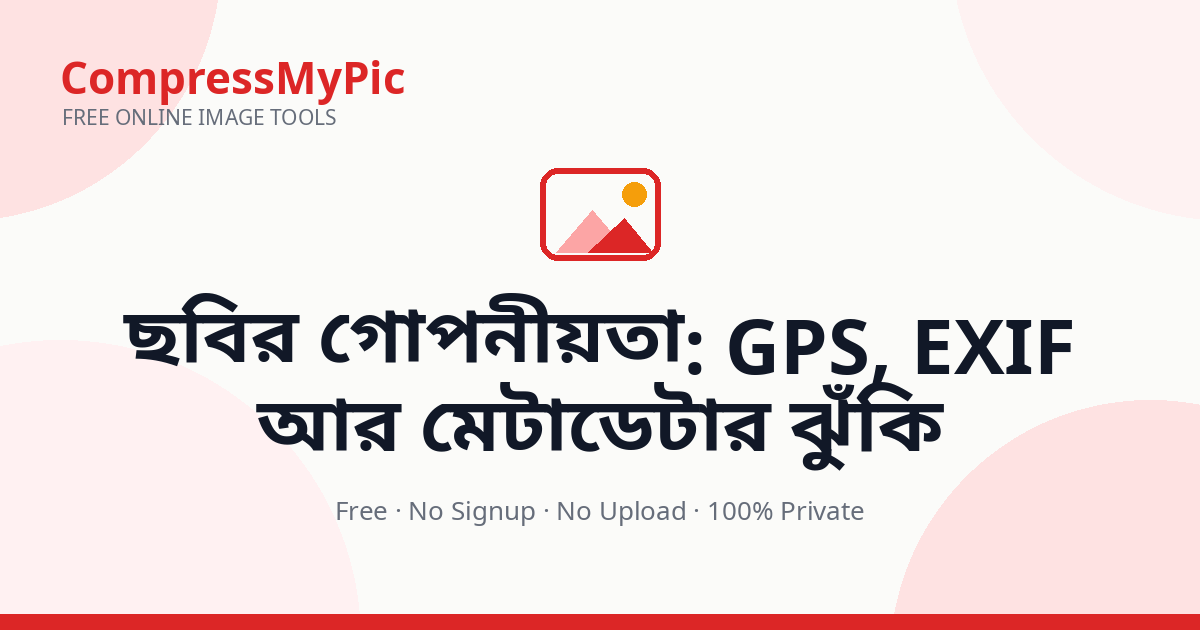 CompressMyPic
FREE ONLINE IMAGE TOOLS
ছবির গোপনীয়তা: GPS, EXIF
আর মেটাডেটার ঝুঁকি
Free · No Signup · No Upload · 100% Private